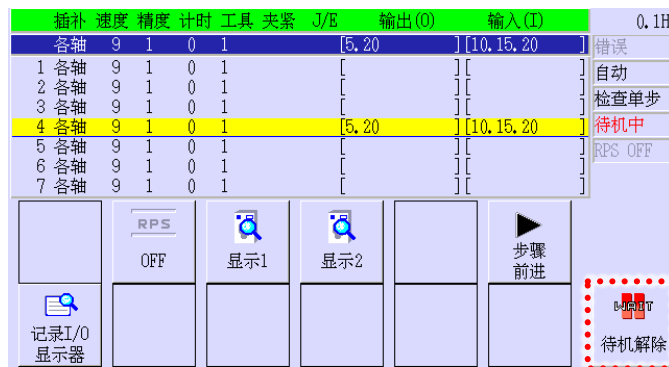 插补 速度 精度 计时 工具 夹紧 J/E 输出(O) 输入(I) 0.1H
各轴 9 1 0 1 [5.20 ][10.15.20 ] 错误
1 各轴 9 1 0 1 [ ][ ] 自动
2 各轴 9 1 0 1 [ ][ ]
3 各轴 9 1 0 1 [ ][ ] 检查单步
4 各轴 9 1 0 1 [5.20 ][10.15.20 ] 待机中
5 各轴 9 1 0 1 [ ][ ] RPS OFF
6 各轴 9 1 0 1 [ ][ ]
7 各轴 9 1 0 1 [ ][ ]
RPS
OFF
显示1
显示2
步骤
前进
记录I/O
显示器
WAIT
待机解除